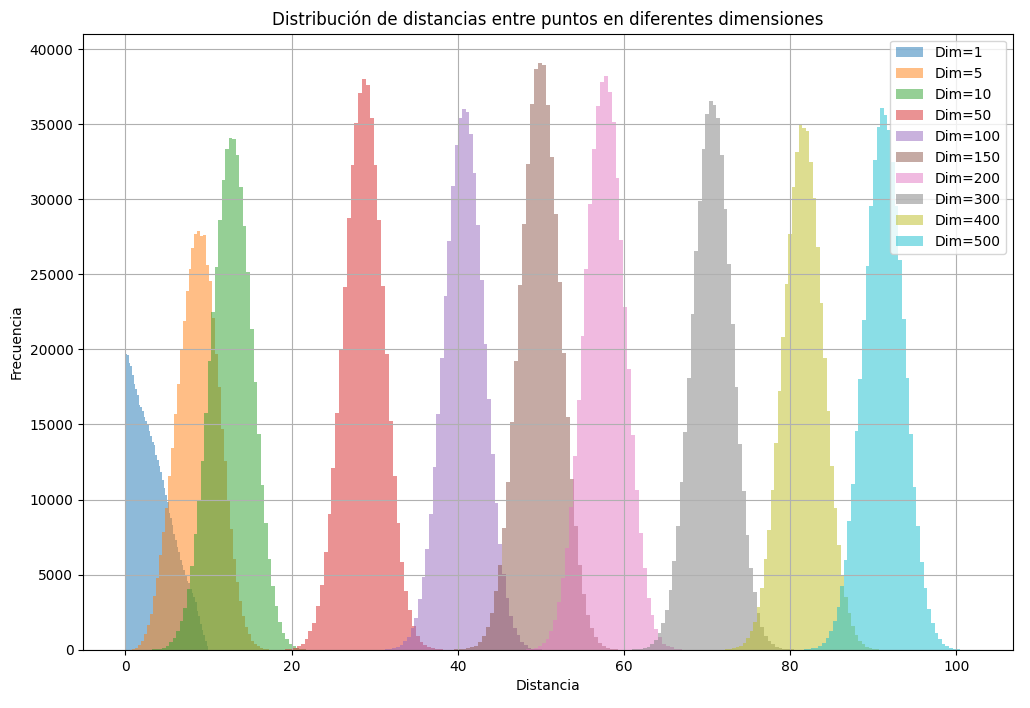 Distribución de distancias entre puntos en diferentes dimensiones
Frecuencia
40000
35000
30000
25000
20000
15000
10000
5000
0
0 20 40 60 80 100
Distancia
Dim=1
Dim=5
Dim=10
Dim=50
Dim=100
Dim=150
Dim=200
Dim=300
Dim=400
Dim=500